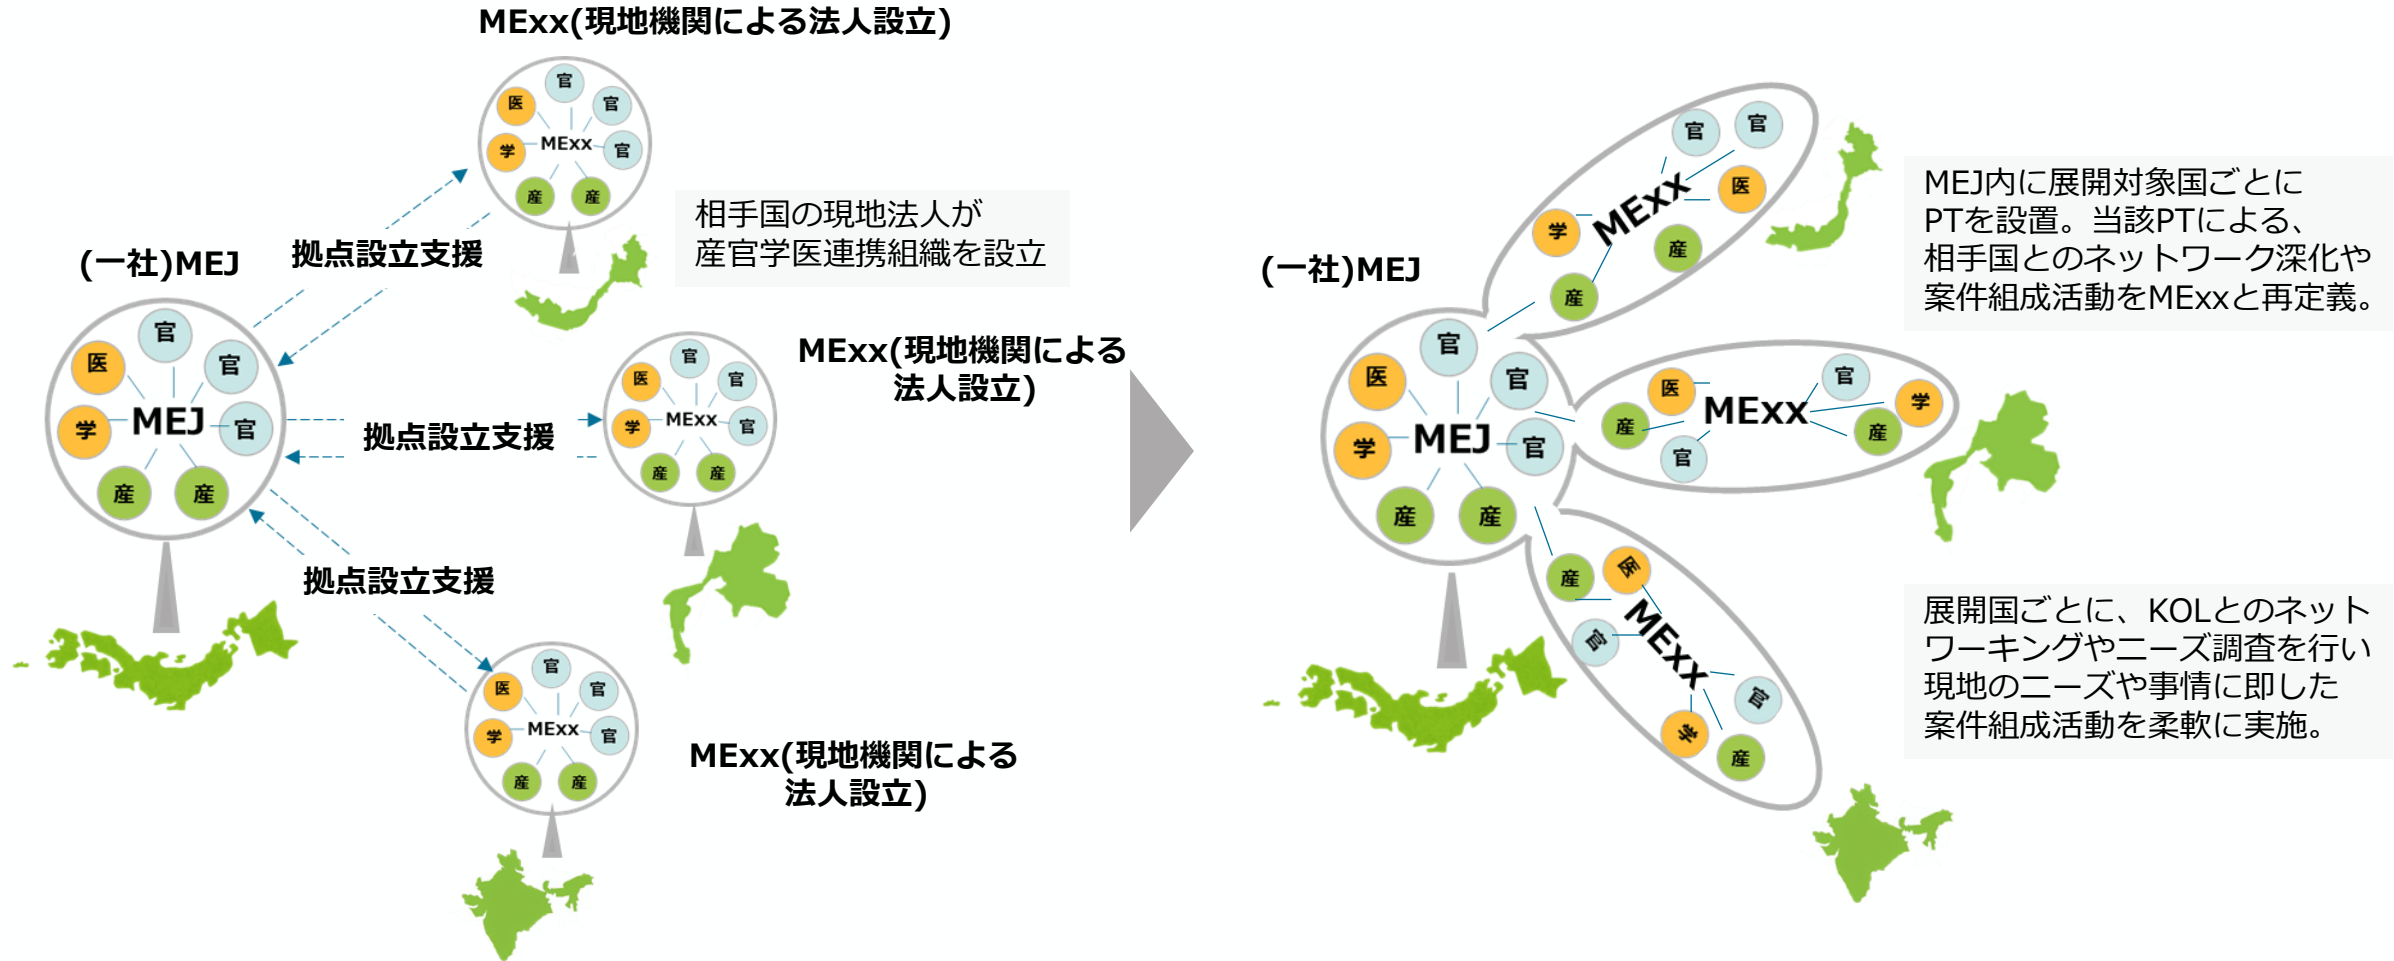 MExx(現地機関による法人設立)
官
医
官
学
MExx
官
産
産
相手国の現地法人が
産官学医連携組織を設立
拠点設立支援
(一社)MEJ
官
医
官
学
MEJ
官
産
産
拠点設立支援
MExx(現地機関による
法人設立)
官
医
官
学
MExx
官
産
産
拠点設立支援
官
医
官
学
MExx
官
産
産
MExx(現地機関による
法人設立)
(一社)MEJ
官
医
官
学
MEJ
官
産
産
官
官
医
MExx
学
産
産
医
官
学
MExx
産
産
官
産
医
MExx
官
官
学
産
MEJ内に展開対象国ごとに
PTを設置。当該PTによる、
相手国とのネットワーク深化や
案件組成活動をMExxと再定義。
展開国ごとに、KOLとのネット
ワーキングやニーズ調査を行い
現地のニーズや事情に即した
案件組成活動を柔軟に実施。